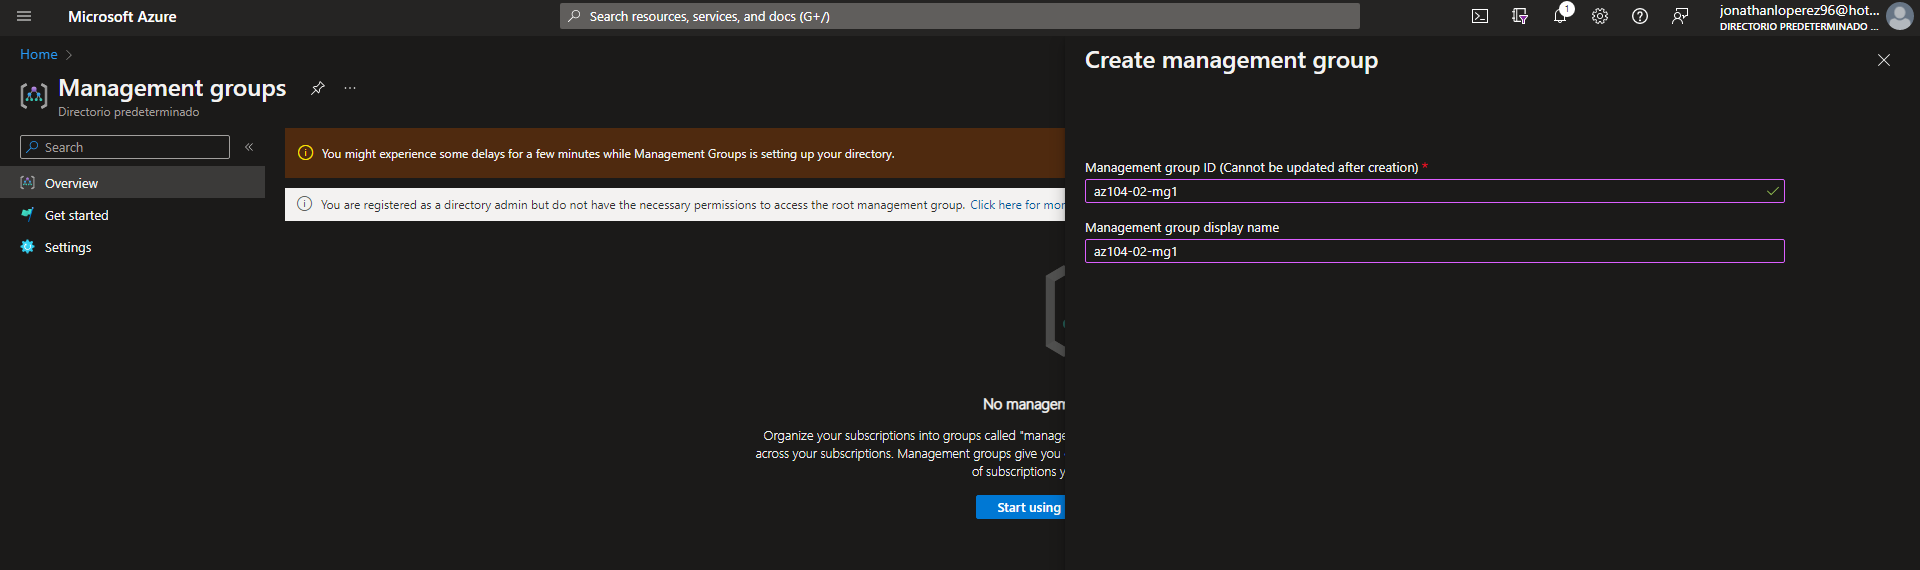 Microsoft Azure
Search resources, services, and docs (G+/)
1
jonathanloperez96@hot...
DIRECTORIO PREDETERMINADO ...
Home
Management groups
...
Directorio predeterminado
Search
Overview
Get started
Settings
You might experience some delays for a few minutes while Management Groups is setting up your directory.
You are registered as a directory admin but do not have the necessary permissions to access the root management group. Click here for mor
No managem
Organize your subscriptions into groups called "manage
across your subscriptions. Management groups give you
of subscriptions y
Start using
Create management group
Management group ID (Cannot be updated after creation) *
az104-02-mg1
Management group display name
az104-02-mg1